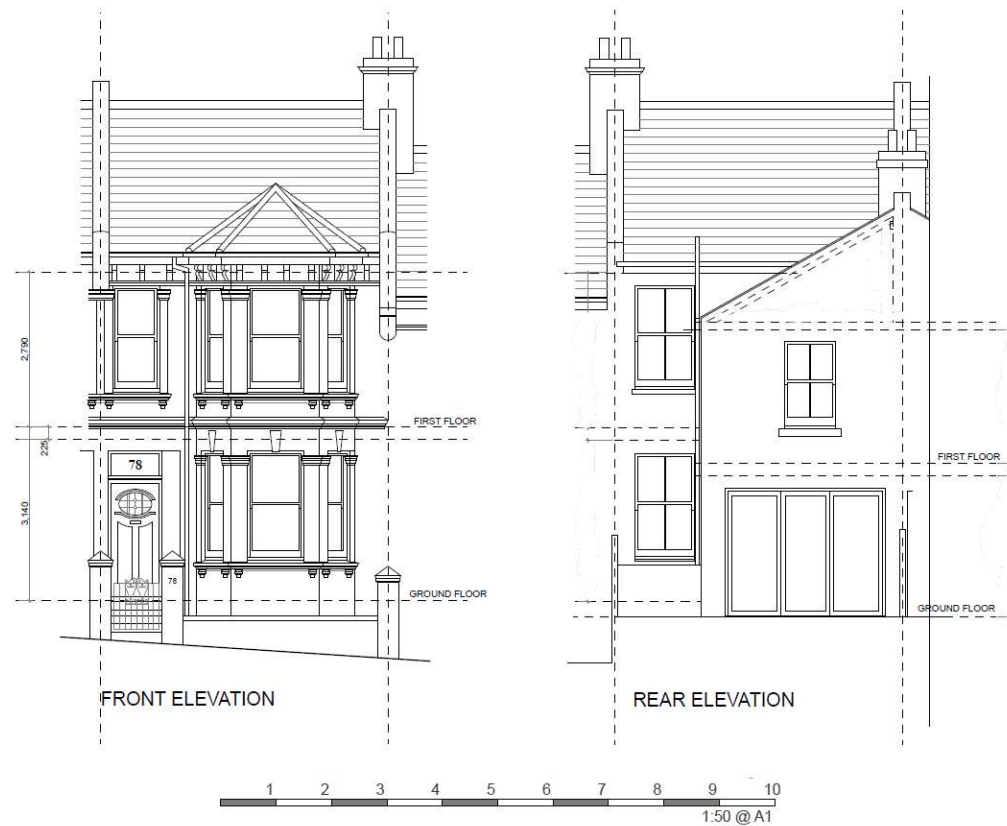 2,790
225
3,140
78
78
FIRST FLOOR
GROUND FLOOR
FRONT ELEVATION
FIRST FLOOR
GROUND FLOOR
REAR ELEVATION
1 2 3 4 5 6 7 8 9 10
1:50 @ A1